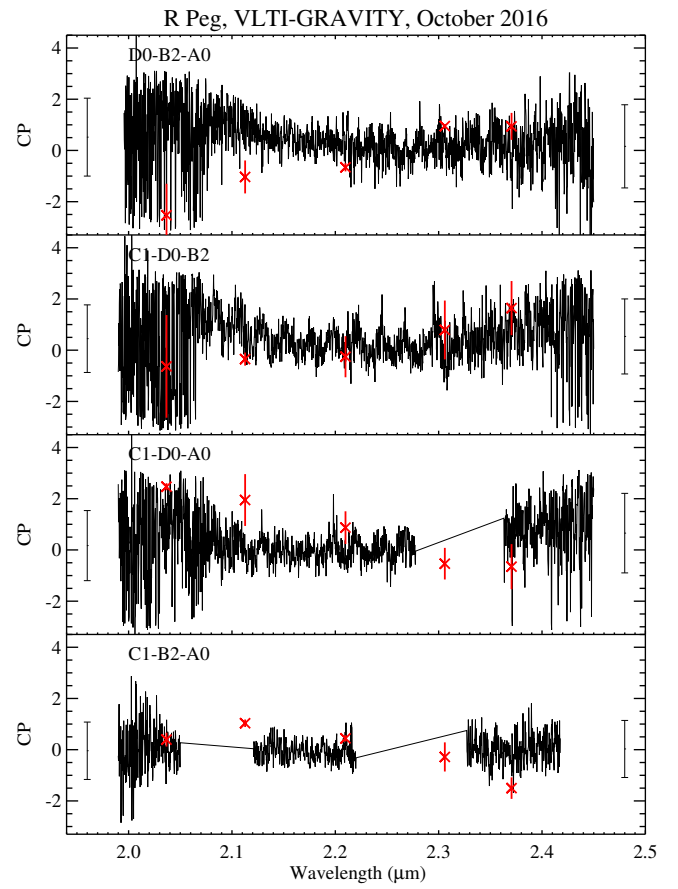 R Peg, VLTI-GRAVITY, October 2016
D0-B2-A0
4
2
0
-2
CP
C1-D0-B2
4
2
0
-2
CP
C1-D0-A0
4
2
0
-2
CP
C1-B2-A0
4
2
0
-2
CP
2.0 2.1 2.2 2.3 2.4 2.5
Wavelength (μm)